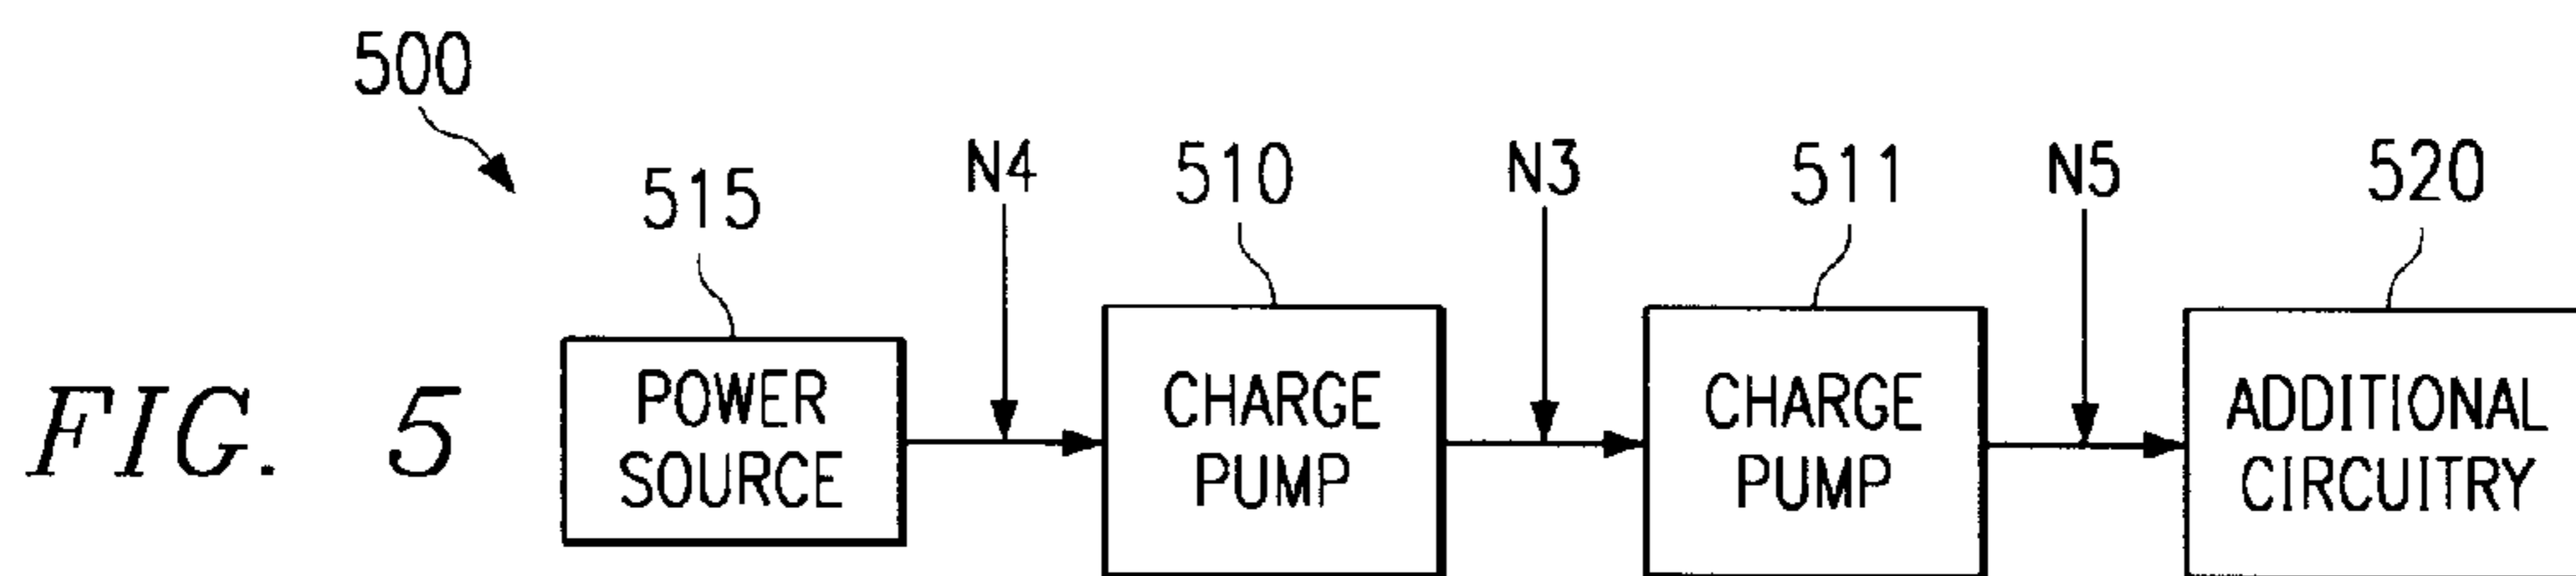 500
515
N4
510
N3
511
N5
520
FIG. 5
POWER
SOURCE
CHARGE
PUMP
CHARGE
PUMP
ADDITIONAL
CIRCUITRY